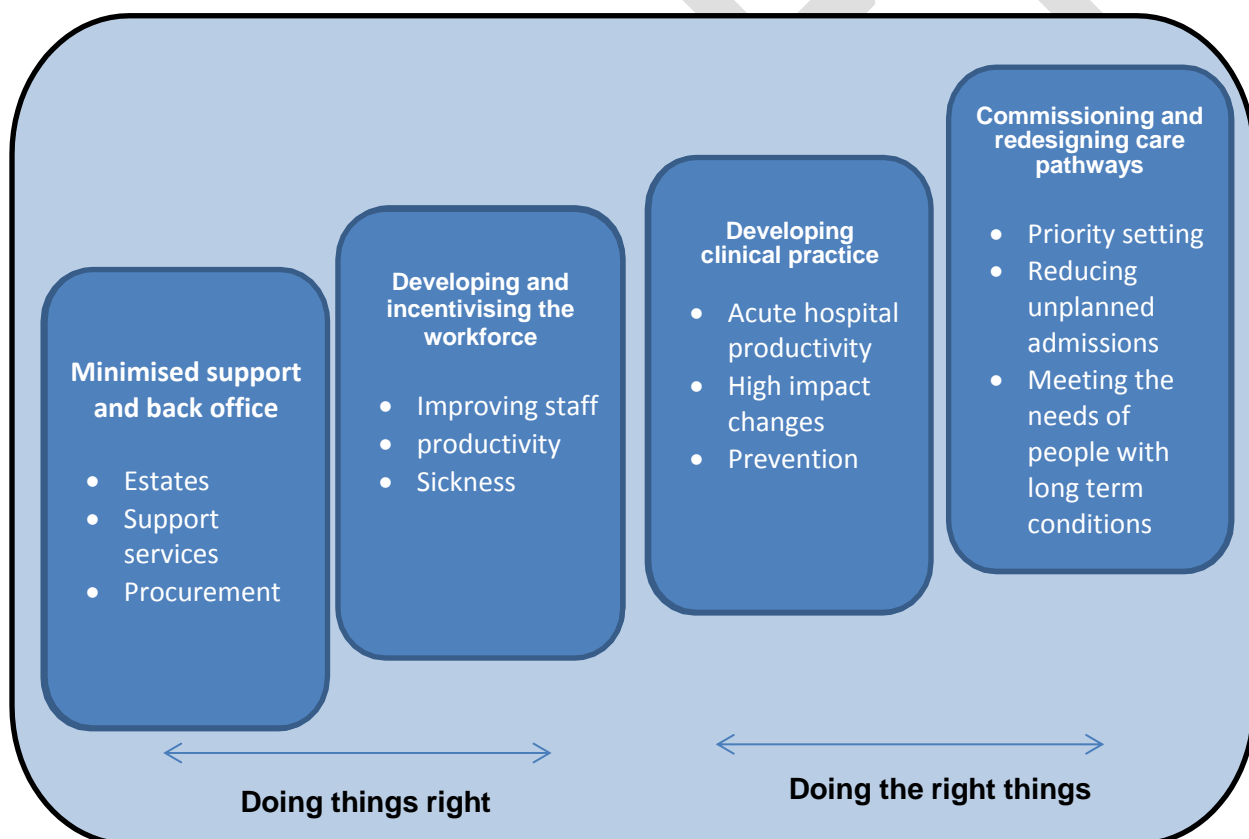 Minimised support
and back office
• Estates
• Support
services
• Procurement
Developing and
incentivising the
workforce
• Improving staff
• productivity
• Sickness
Developing
clinical practice
• Acute hospital
productivity
• High impact
changes
• Prevention
Commissioning and
redesigning care
pathways
• Priority setting
• Reducing
unplanned
admissions
• Meeting the
needs of
people with
long term
conditions
Doing things right
Doing the right things